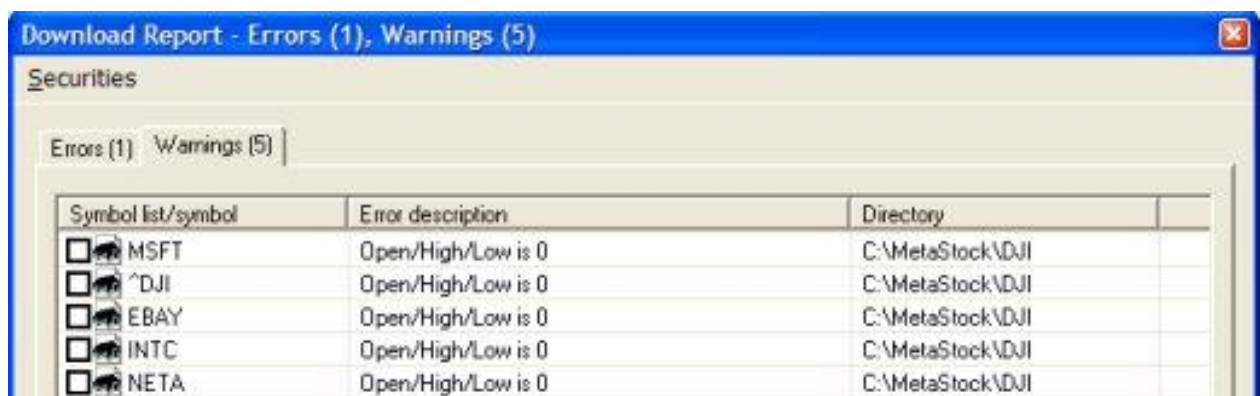 Download Report - Errors (1), Warnings (5)
Securities
Errors (1) Warnings (5)
Symbol list/symbol Error description Directory
MSFT Open/High/Low is 0 C:\MetaStock\DJI
^DJI Open/High/Low is 0 C:\MetaStock\DJI
EBAY Open/High/Low is 0 C:\MetaStock\DJI
INTC Open/High/Low is 0 C:\MetaStock\DJI
NETA Open/High/Low is 0 C:\MetaStock\DJI